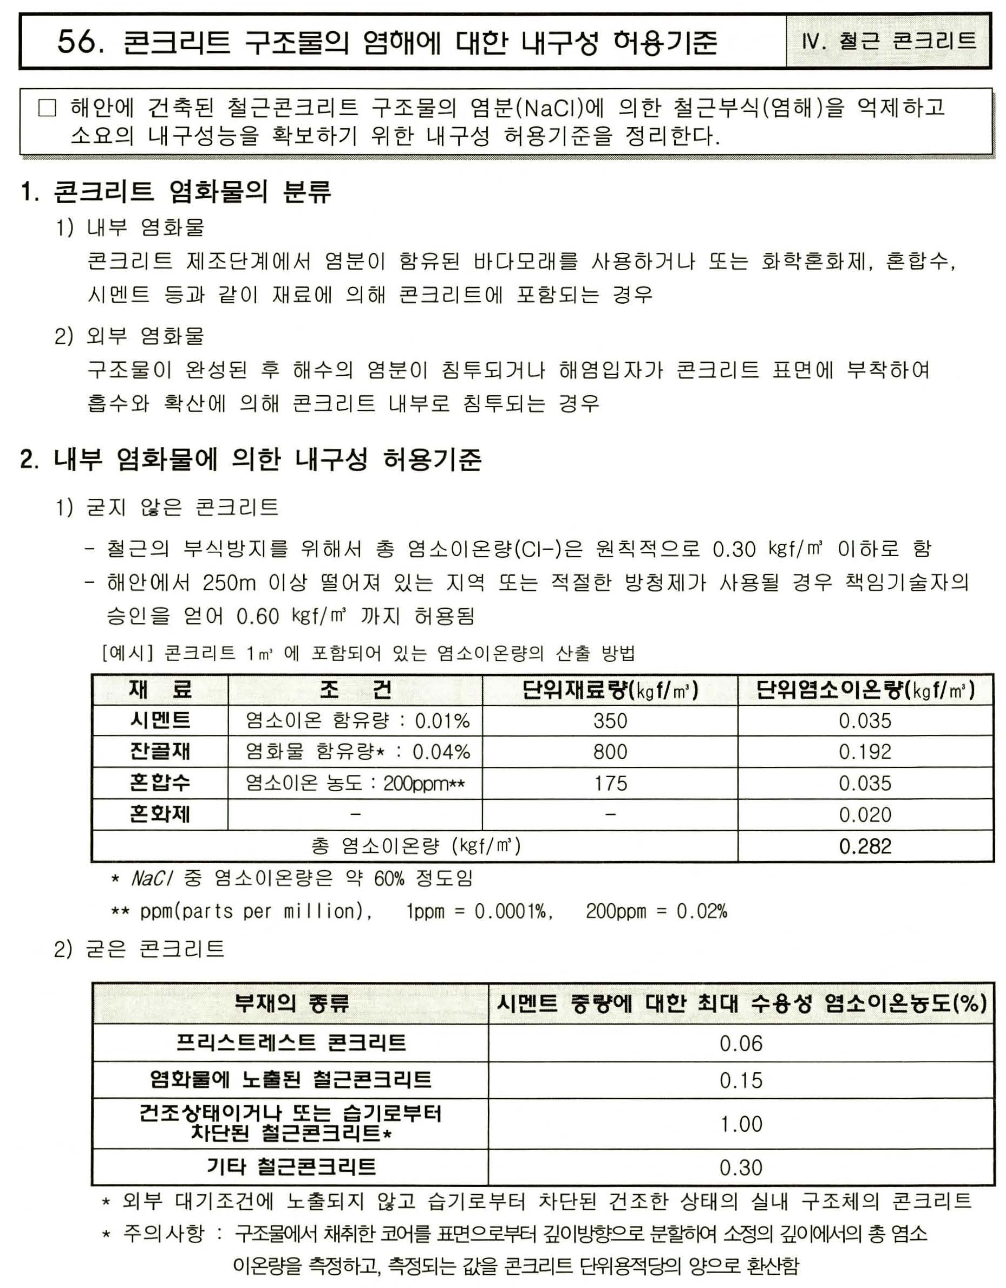 56. 콘크리트 구조물의 염해에 대한 내구성 허용기준
Ⅳ. 철근 콘크리트
□ 해안에 건축된 철근콘크리트 구조물의 염분(NaCl)에 의한 철근부식(염해)을 억제하고
소요의 내구성능을 확보하기 위한 내구성 허용기준을 정리한다.
1. 콘크리트 염화물의 분류
1) 내부 염화물
콘크리트 제조단계에서 염분이 함유된 바다모래를 사용하거나 또는 화학혼화제, 혼합수,
시멘트 등과 같이 재료에 의해 콘크리트에 포함되는 경우
2) 외부 염화물
구조물이 완성된 후 해수의 염분이 침투되거나 해염입자가 콘크리트 표면에 부착하여
흡수와 확산에 의해 콘크리트 내부로 침투되는 경우
2. 내부 염화물에 의한 내구성 허용기준
1) 굳지 않은 콘크리트
- 철근의 부식방지를 위해서 총 염소이온량(Cl-)은 원칙적으로 0.30 kgf/㎥ 이하로 함
- 해안에서 250m 이상 떨어져 있는 지역 또는 적절한 방청제가 사용될 경우 책임기술자의
승인을 얻어 0.60 kgf/㎥ 까지 허용됨
[예시] 콘크리트 1㎥ 에 포함되어 있는 염소이온량의 산출 방법
재 료 조 건 단위재료량(kgf/㎥) 단위염소이온량(kgf/㎥)
시멘트 염소이온 함유량 : 0.01% 350 0.035
잔골재 염화물 함유량* : 0.04% 800 0.192
혼합수 염소이온 농도 : 200ppm** 175 0.035
혼화제 - - 0.020
총 염소이온량 (kgf/㎥) 0.282
* NaCl 중 염소이온량은 약 60% 정도임
** ppm(parts per million), 1ppm = 0.0001%, 200ppm = 0.02%
2) 굳은 콘크리트
부재의 종류 시멘트 중량에 대한 최대 수용성 염소이온농도(%)
프리스트레스트 콘크리트 0.06
염화물에 노출된 철근콘크리트 0.15
건조상태이거나 또는 습기로부터
차단된 철근콘크리트* 1.00
기타 철근콘크리트 0.30
* 외부 대기조건에 노출되지 않고 습기로부터 차단된 건조한 상태의 실내 구조체의 콘크리트
* 주의사항 : 구조물에서 채취한 코어를 표면으로부터 깊이방향으로 분할하여 소정의 깊이에서의 총 염소
이온량을 측정하고, 측정되는 값을 콘크리트 단위용적당의 양으로 환산함